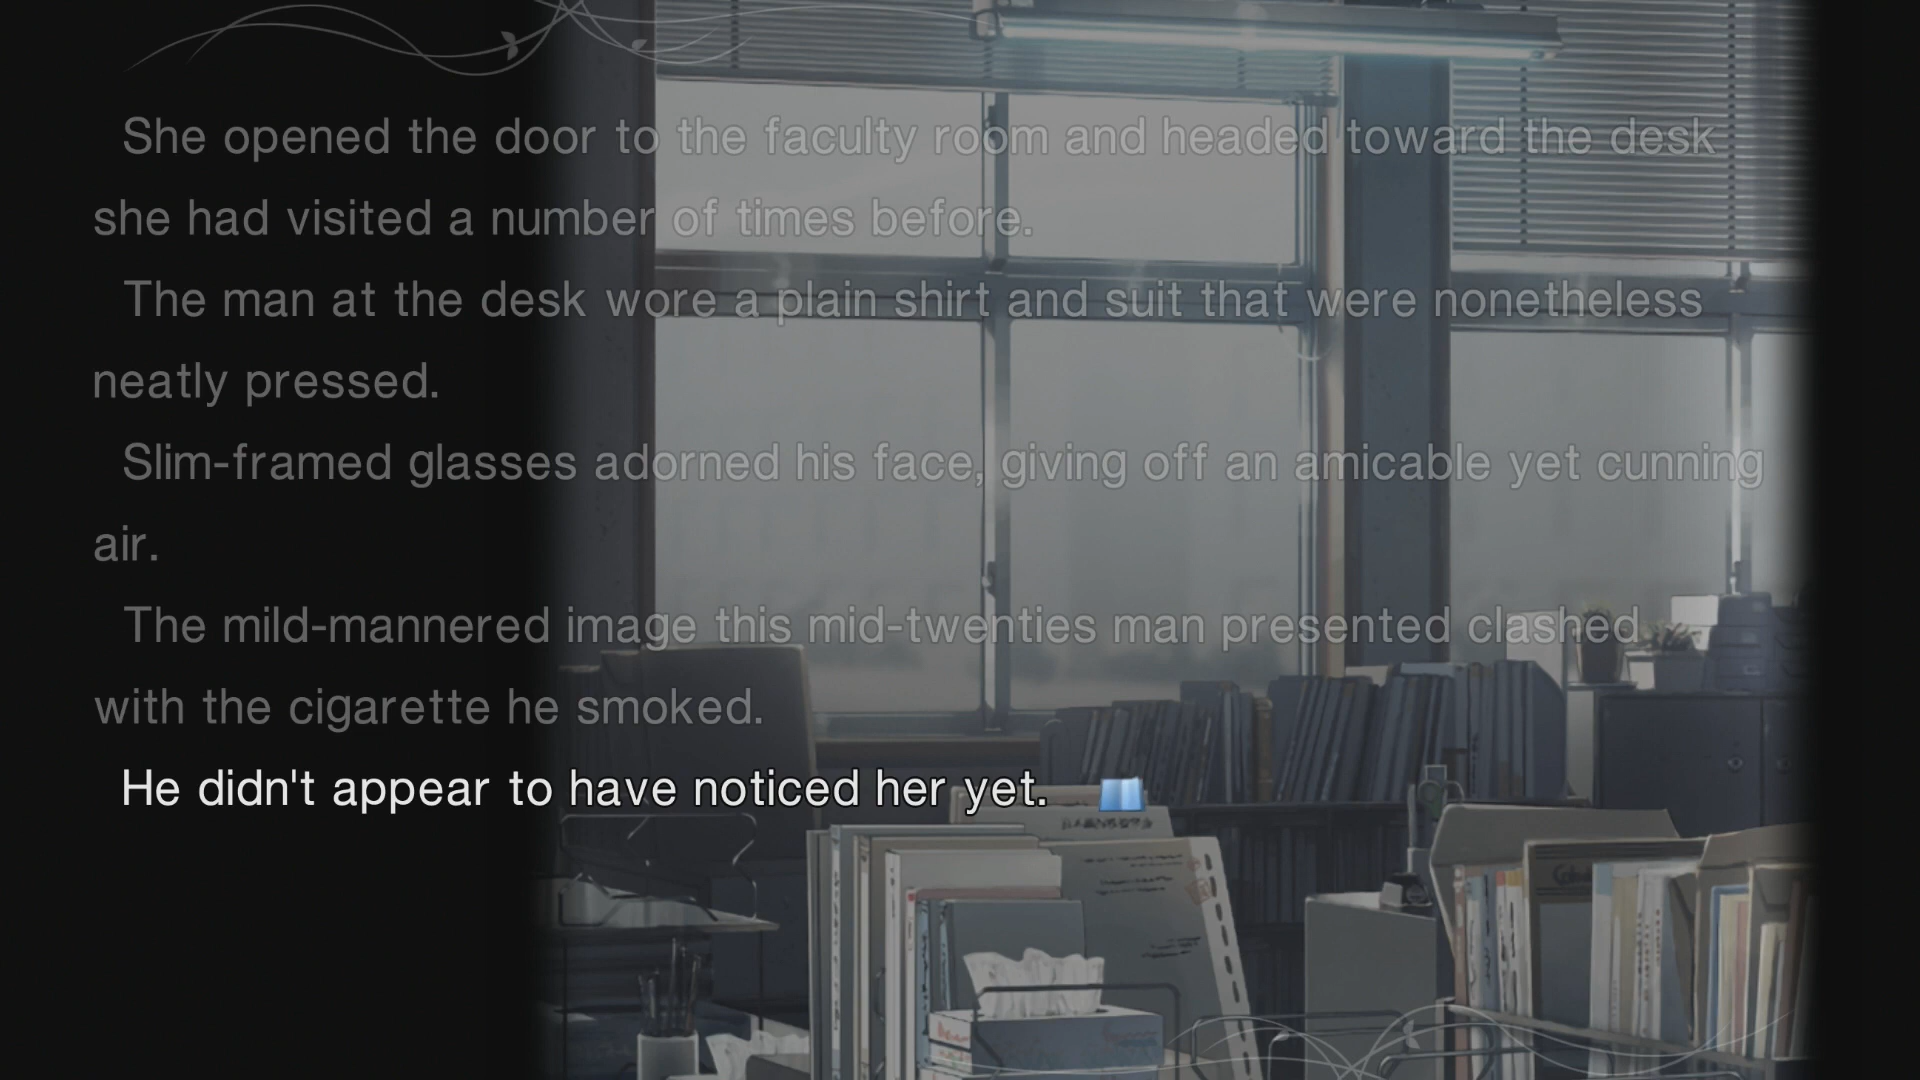 She opened the door to the faculty room and headed toward the desk
she had visited a number of times before.
The man at the desk wore a plain shirt and suit that were nonetheless
neatly pressed.
Slim-framed glasses adorned his face, giving off an amicable yet cunning
air.
The mild-mannered image this mid-twenties man presented clashed
with the cigarette he smoked.
He didn't appear to have noticed her yet.